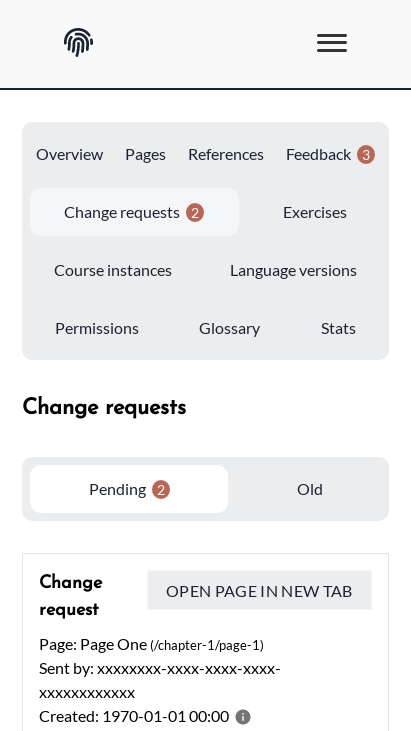 Overview Pages References Feedback 3
Change requests 2 Exercises
Course instances Language versions
Permissions Glossary Stats
Change requests
Pending 2 Old
Change
request
OPEN PAGE IN NEW TAB
Page: Page One (/chapter-1/page-1)
Sent by: xxxxxxxx-xxxx-xxxx-xxxx-
xxxxxxxxxxxx
Created: 1970-01-01 00:00